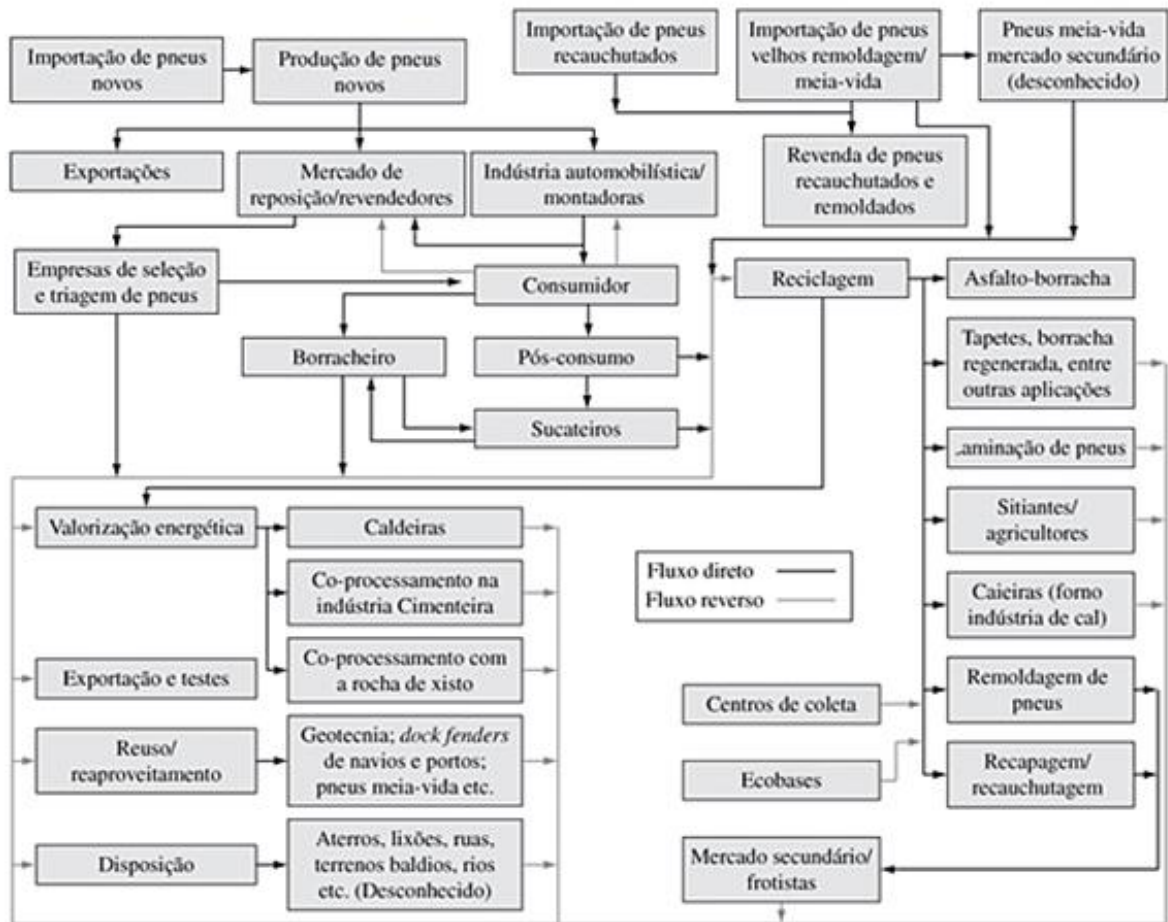 Importação de pneus
novos
Produção de pneus
novos
Importação de pneus
recauchutados
Importação de pneus
velhos remoldagem/
meia-vida
Pneus meia-vida
mercado secundário
(desconhecido)
Exportações
Mercado de
reposição/revendedores
Indústria automobilística/
montadoras
Revenda de pneus
recauchutados e
remoldados
Empresas de seleção
e triagem de pneus
Consumidor
Reciclagem
Asfalto-borracha
Borracheiro
Pós-consumo
Tapetes, borracha
regenerada, entre
outras aplicações
Sucateiros
aminação de pneus
Valorização energética
Caldeiras
Sitiantes/
agricultores
Fluxo direto
Fluxo reverso
Co-processamento na
indústria Cimenteira
Caieiras (forno
indústria de cal)
Exportação e testes
Co-processamento com
a rocha de xisto
Centros de coleta
Remoldagem de
pneus
Reuso/
reaproveitamento
Geotecnia; dock fenders
de navios e portos;
pneus meia-vida etc.
Ecobases
Recapagem/
recauchutagem
Disposição
Aterros, lixões, ruas,
terrenos baldios, rios
etc. (Desconhecido)
Mercado secundário/
frotistas